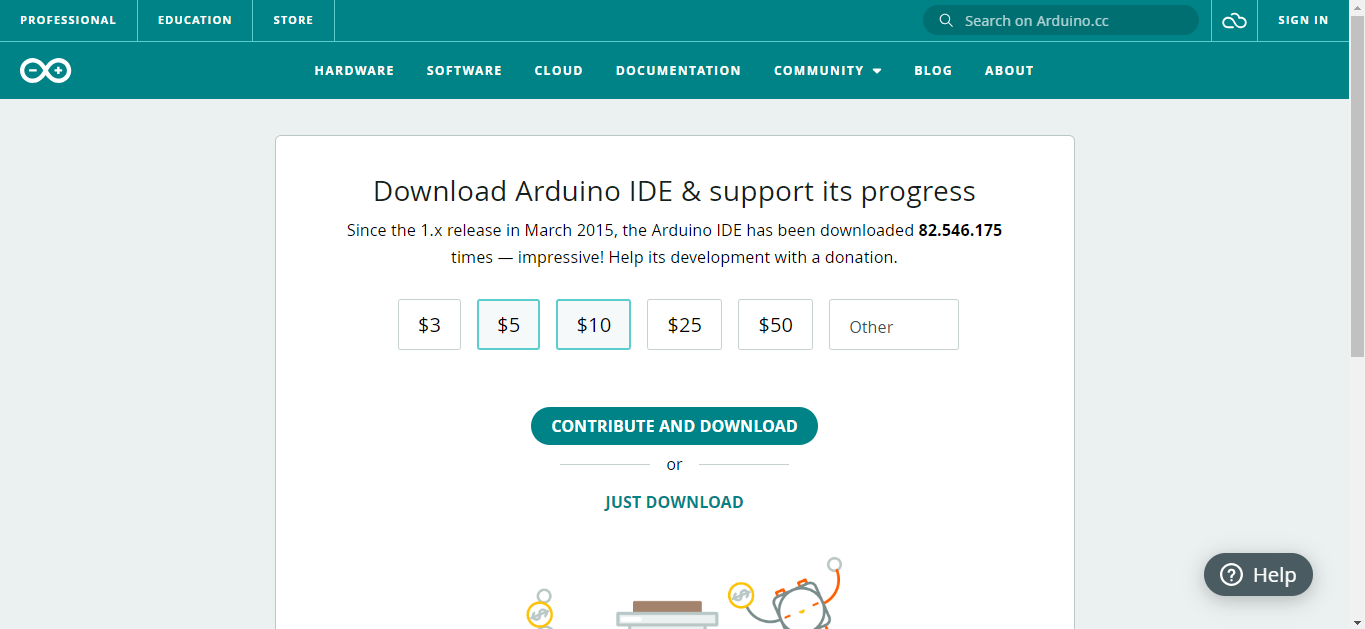 PROFESSIONAL EDUCATION STORE Search on Arduino.cc SIGN IN
HARDWARE SOFTWARE CLOUD DOCUMENTATION COMMUNITY BLOG ABOUT
Download Arduino IDE & support its progress
Since the 1.x release in March 2015, the Arduino IDE has been downloaded 82.546.175
times — impressive! Help its development with a donation.
$3 $5 $10 $25 $50 Other
CONTRIBUTE AND DOWNLOAD
or
JUST DOWNLOAD
? Help
$ $